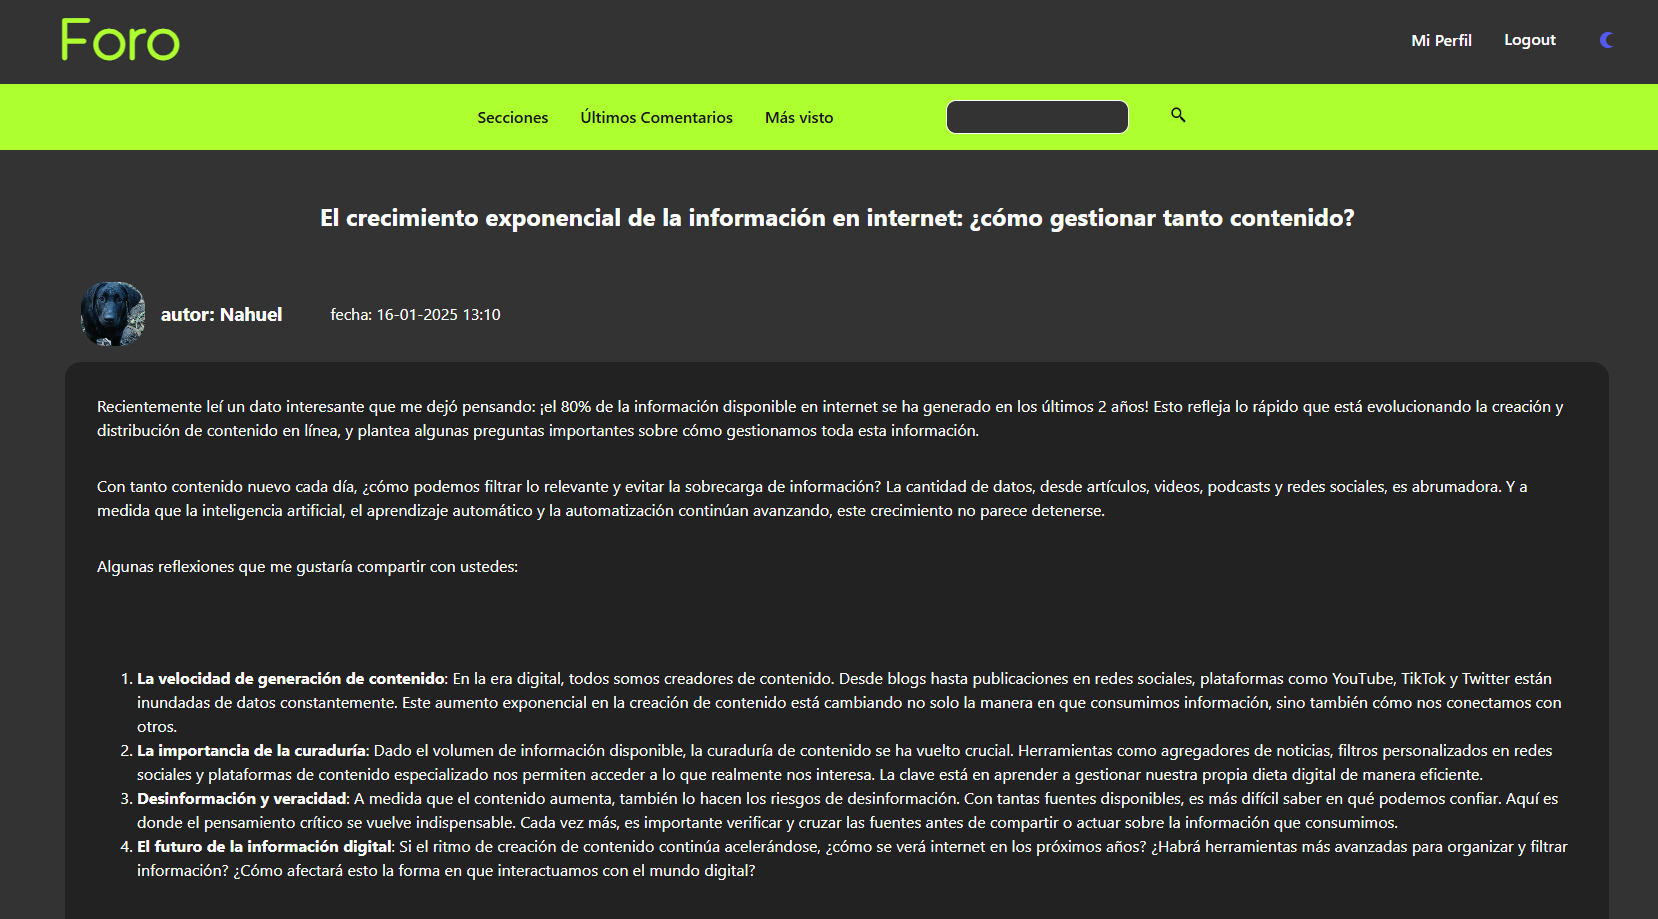 Foro
Mi Perfil
Logout
Secciones
Últimos Comentarios
Más visto
El crecimiento exponencial de la información en internet: ¿cómo gestionar tanto contenido?
autor: Nahuel
fecha: 16-01-2025 13:10
Recientemente leí un dato interesante que me dejó pensando: ¡el 80% de la información disponible en internet se ha generado en los últimos 2 años! Esto refleja lo rápido que está evolucionando la creación y
distribución de contenido en línea, y plantea algunas preguntas importantes sobre cómo gestionamos toda esta información.
Con tanto contenido nuevo cada día, ¿cómo podemos filtrar lo relevante y evitar la sobrecarga de información? La cantidad de datos, desde artículos, videos, podcasts y redes sociales, es abrumadora. Y a
medida que la inteligencia artificial, el aprendizaje automático y la automatización continúan avanzando, este crecimiento no parece detenerse.
Algunas reflexiones que me gustaría compartir con ustedes:
1. La velocidad de generación de contenido: En la era digital, todos somos creadores de contenido. Desde blogs hasta publicaciones en redes sociales, plataformas como YouTube, TikTok y Twitter están
inundadas de datos constantemente. Este aumento exponencial en la creación de contenido está cambiando no solo la manera en que consumimos información, sino también cómo nos conectamos con
otros.
2. La importancia de la curaduría: Dado el volumen de información disponible, la curaduría de contenido se ha vuelto crucial. Herramientas como agregadores de noticias, filtros personalizados en redes
sociales y plataformas de contenido especializado nos permiten acceder a lo que realmente nos interesa. La clave está en aprender a gestionar nuestra propia dieta digital de manera eficiente.
3. Desinformación y veracidad: A medida que el contenido aumenta, también lo hacen los riesgos de desinformación. Con tantas fuentes disponibles, es más difícil saber en qué podemos confiar. Aquí es
donde el pensamiento crítico se vuelve indispensable. Cada vez más, es importante verificar y cruzar las fuentes antes de compartir o actuar sobre la información que consumimos.
4. El futuro de la información digital: Si el ritmo de creación de contenido continúa acelerándose, ¿cómo se verá internet en los próximos años? ¿Habrá herramientas más avanzadas para organizar y filtrar
información? ¿Cómo afectará esto la forma en que interactuamos con el mundo digital?